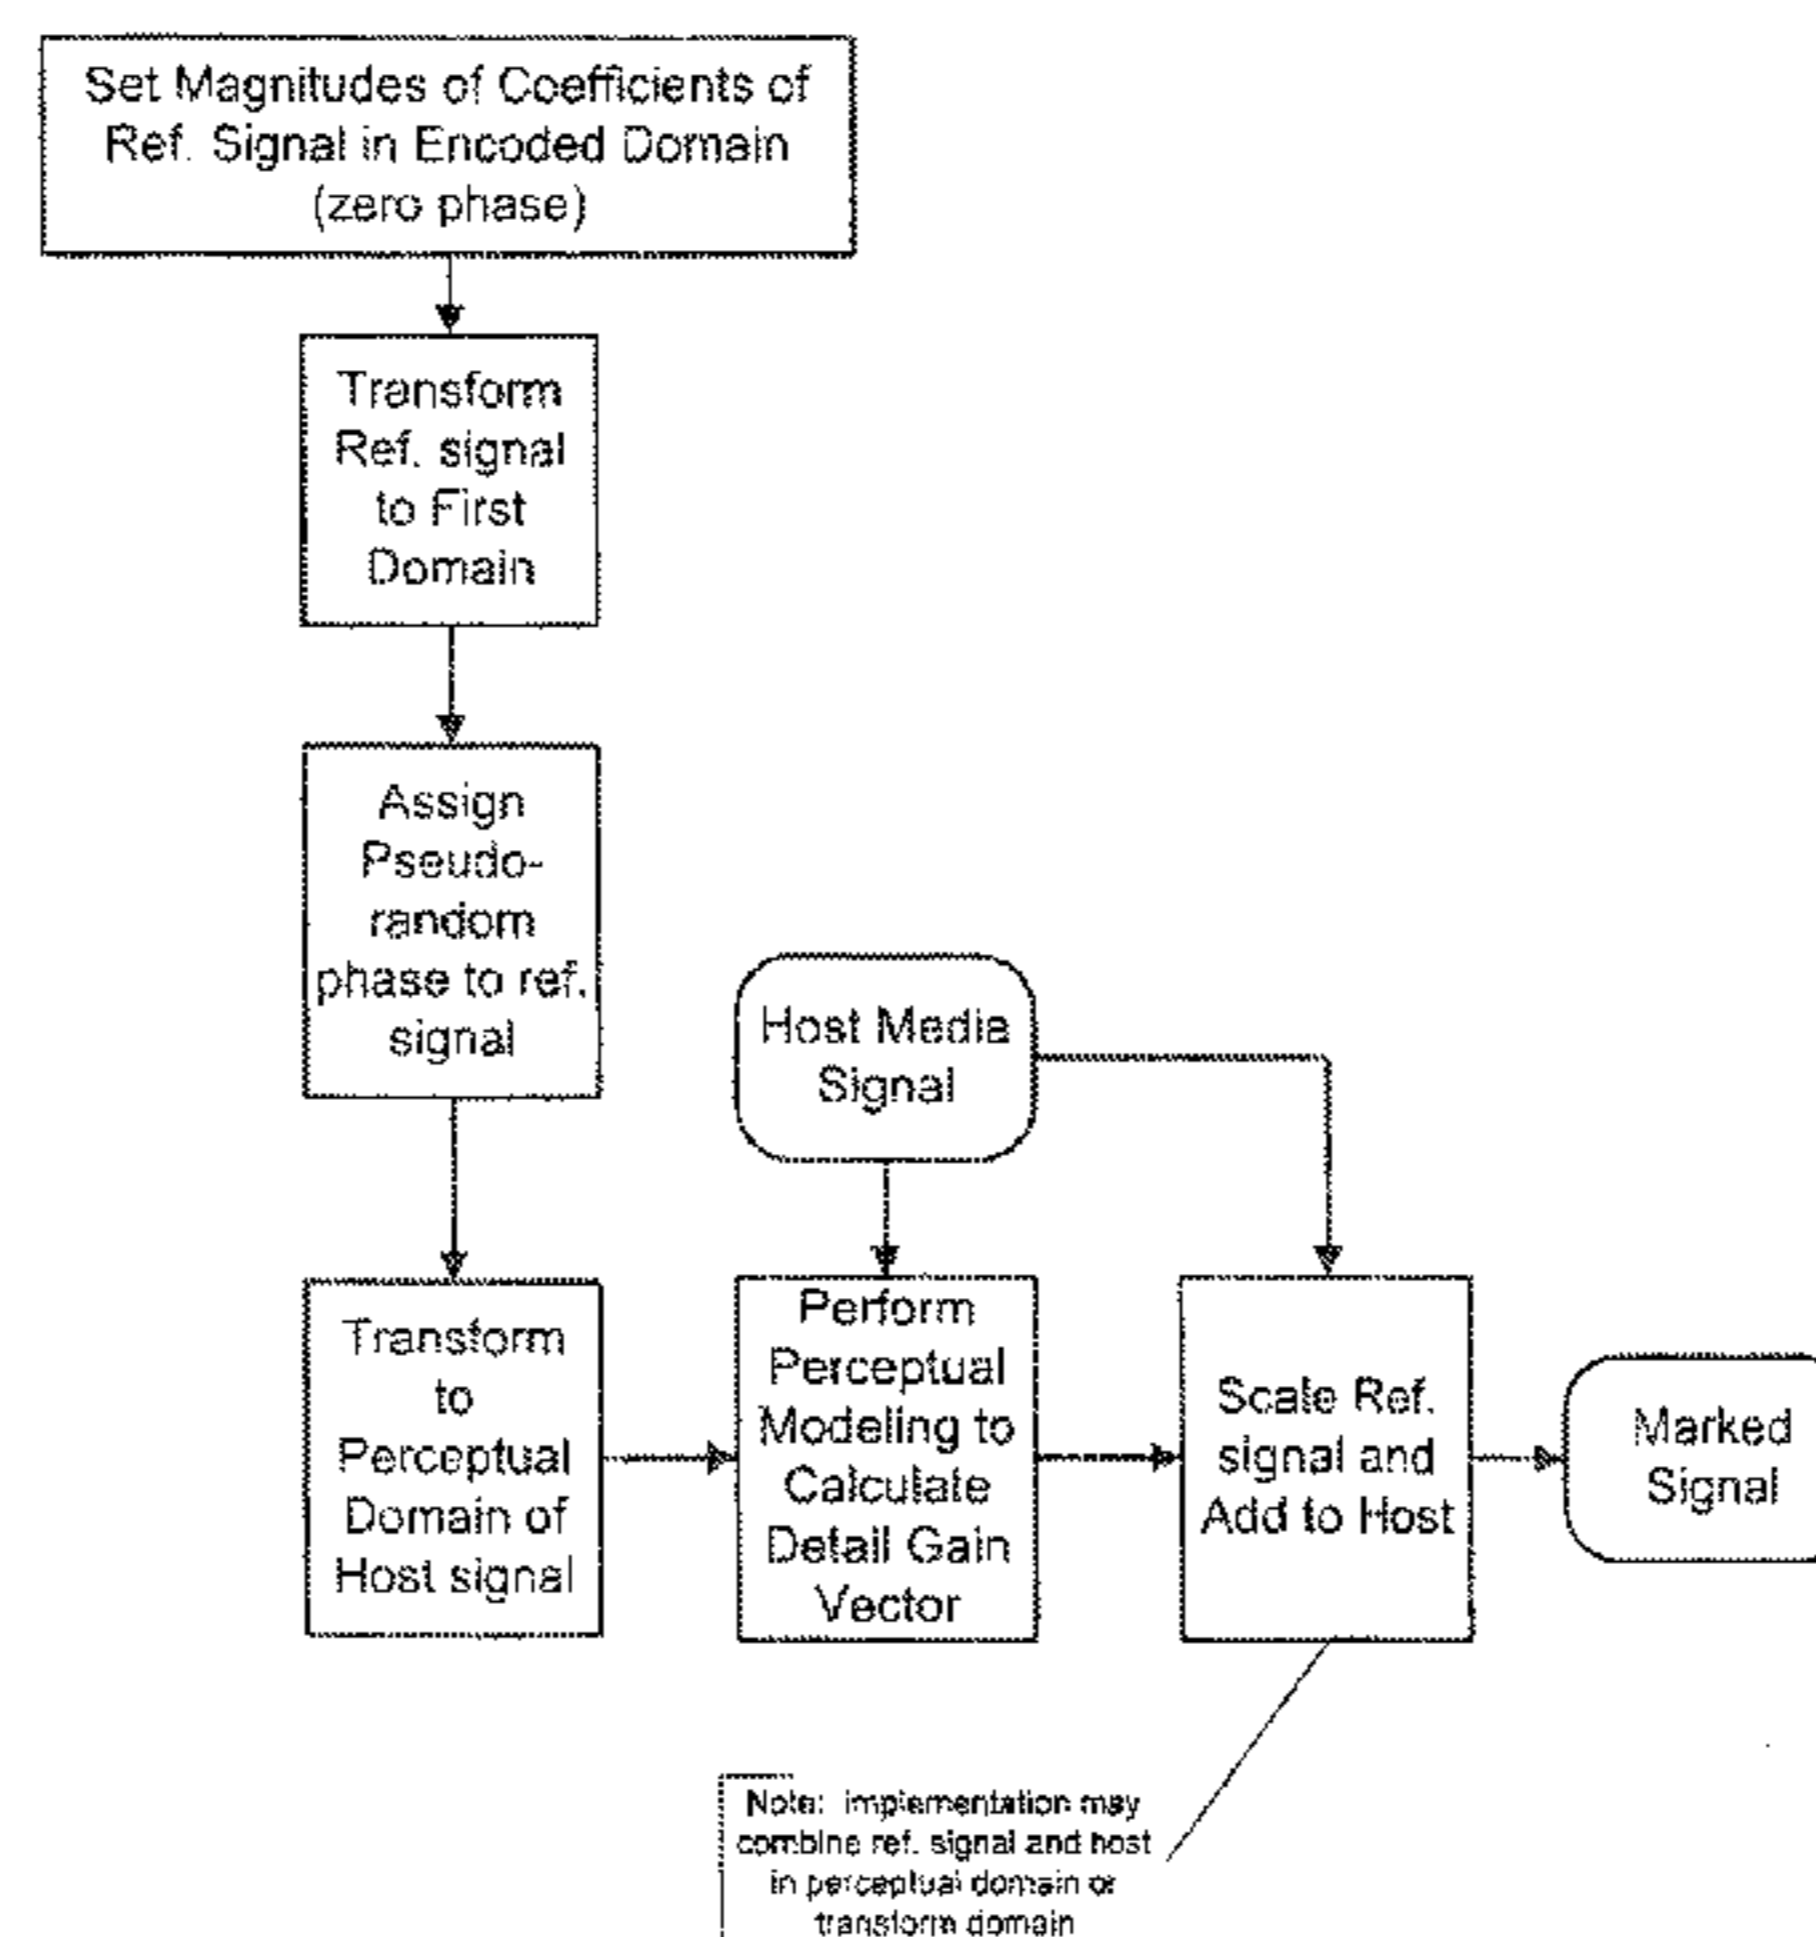 Set Magnitudes of Coefficients of
Ref. Signal in Encoded Domain
(zero phase)
Transform
Ref. signal
to First
Domain
Assign
Pseudo-
random
phase to ref.
signal
Host Media
Signal
Transform
to
Perceptual
Domain of
Host signal
Perform
Perceptual
Modeling to
Calculate
Detail Gain
Vector
Scale Ref.
signal and
Add to Host
Marked
Signal
Note: implementation may
combine ref. signal and host
in perceptual domain or
transform domain